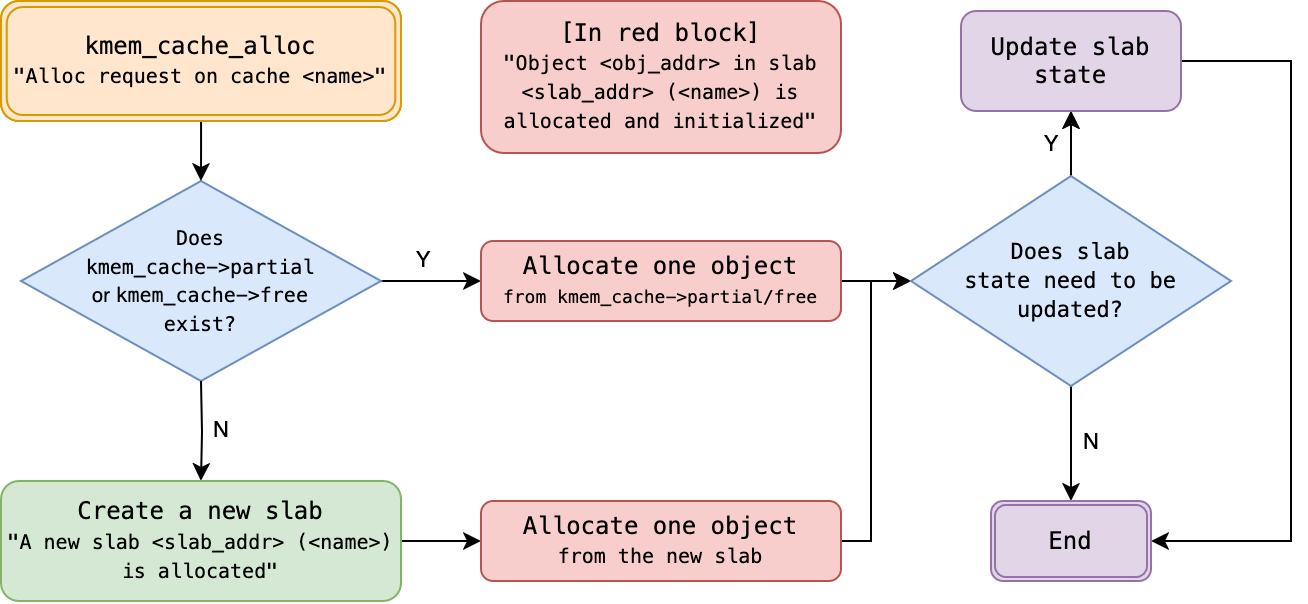 kmem_cache_alloc
"Alloc request on cache <name>"
[In red block]
"Object <obj_addr> in slab
<slab_addr> (<name>) is
allocated and initialized"
Update slab
state
Y
Does
kmem_cache->partial
or kmem_cache->free
exist?
Y
Allocate one object
from kmem_cache->partial/free
Does slab
state need to be
updated?
N
N
Create a new slab
"A new slab <slab_addr> (<name>)
is allocated"
Allocate one object
from the new slab
End